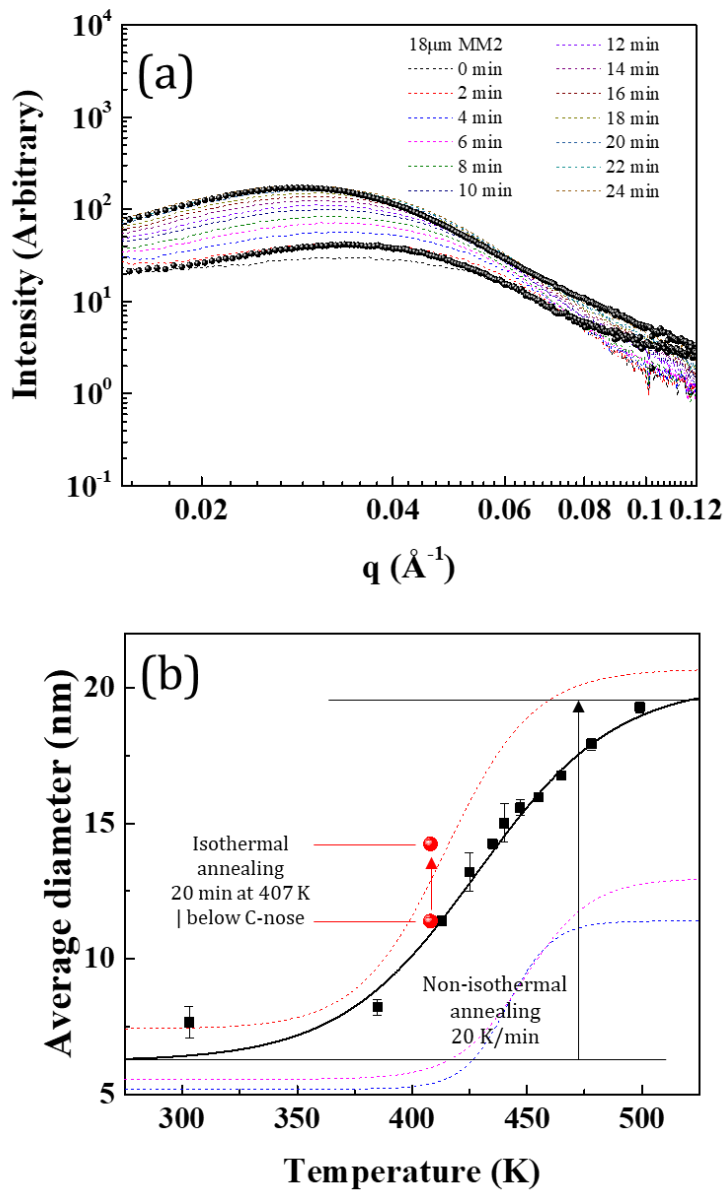 (a)
18μm MM2
0 min
2 min
4 min
6 min
8 min
10 min
12 min
14 min
16 min
18 min
20 min
22 min
24 min
10^4
10^3
10^2
10^1
10^0
10^-1
Intensity (Arbitrary)
0.02 0.04 0.06 0.08 0.1 0.12
q (Å^-1)
(b)
20
15
10
5
Average diameter (nm)
Isothermal
annealing
20 min at 407 K
| below C-nose
Non-isothermal
annealing
20 K/min
300 350 400 450 500
Temperature (K)